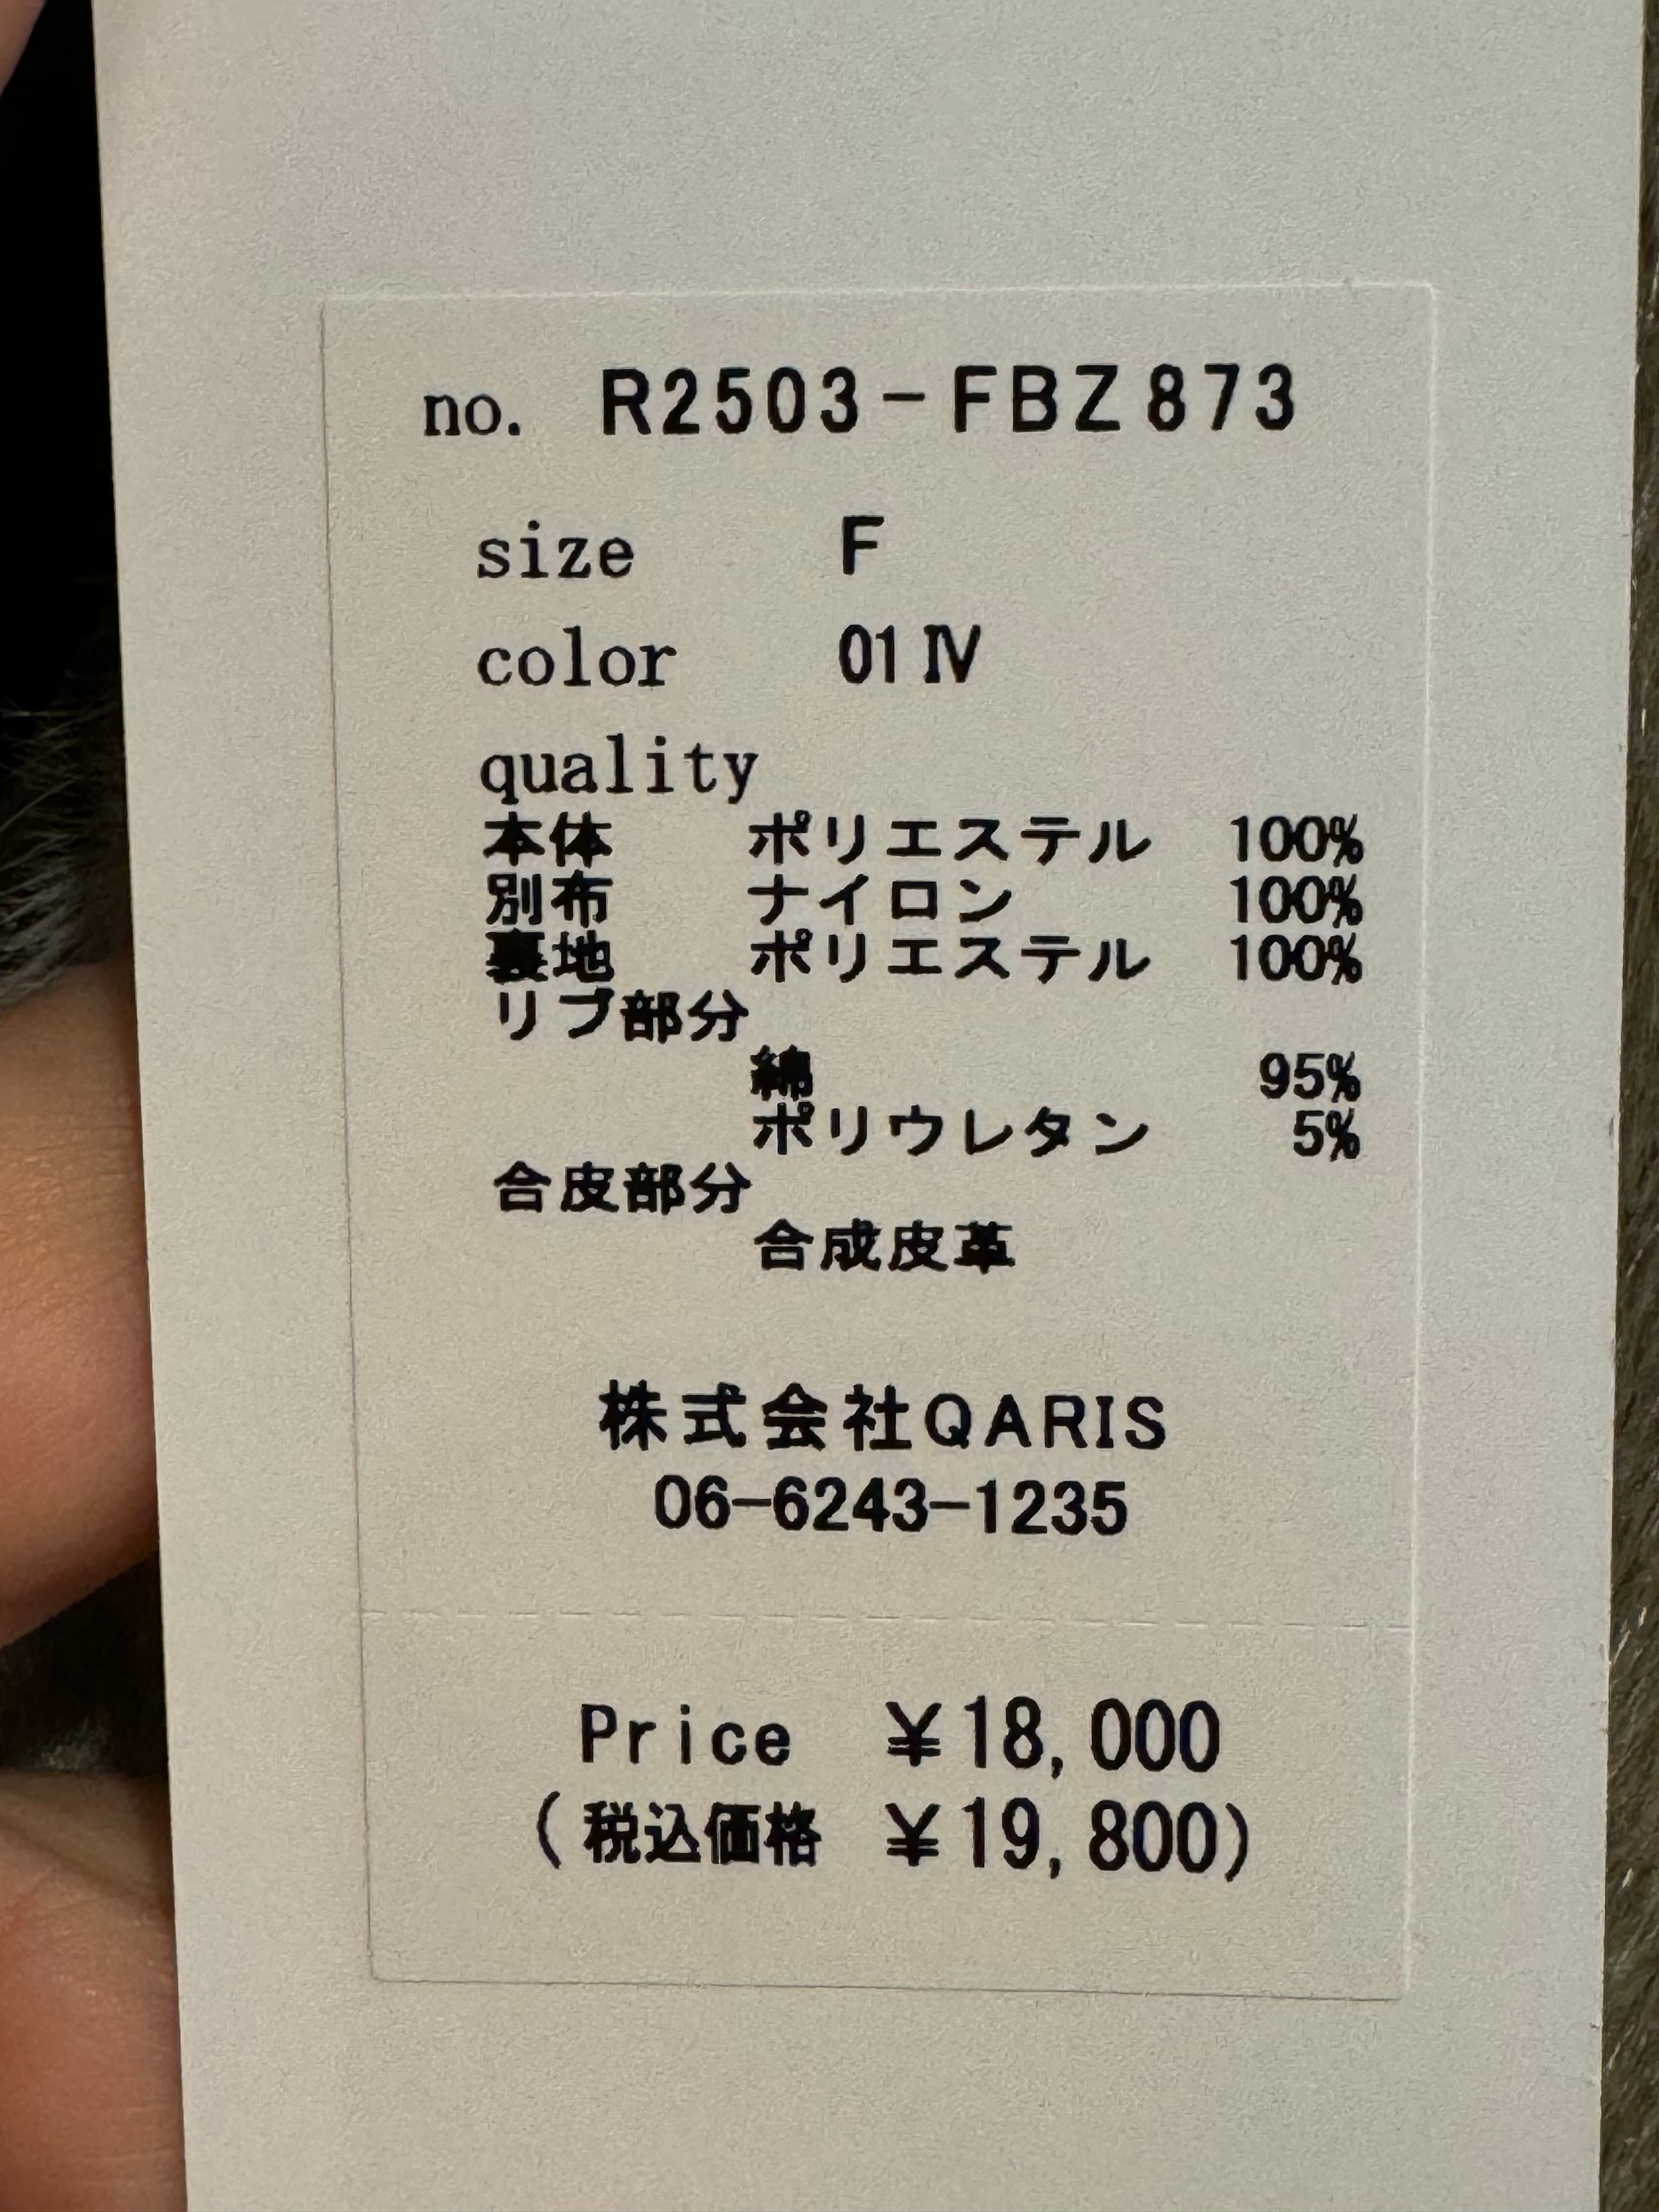 no. R2503-FBZ873
size F
color 01 Ⅳ
quality
本体 ポリエステル 100%
別布 ナイロン 100%
裏地 ポリエステル 100%
リブ部分
綿 95%
ポリウレタン 5%
合皮部分
合成皮革
株式会社QARIS
06-6243-1235
Price ¥18,000
(税込価格 ¥19,800)